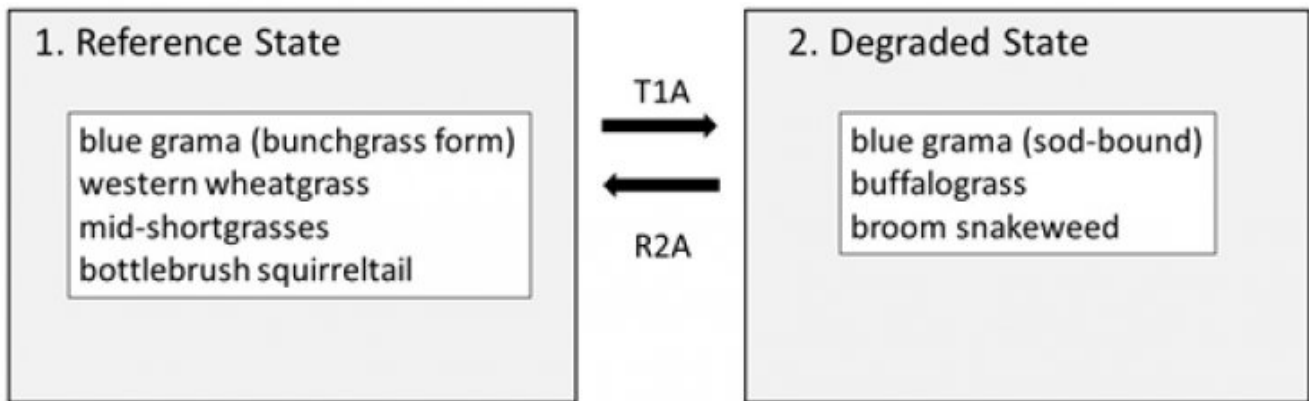 1. Reference State
blue grama (bunchgrass form)
western wheatgrass
mid-shortgrasses
bottlebrush squirreltail
T1A
R2A
2. Degraded State
blue grama (sod-bound)
buffalograss
broom snakeweed